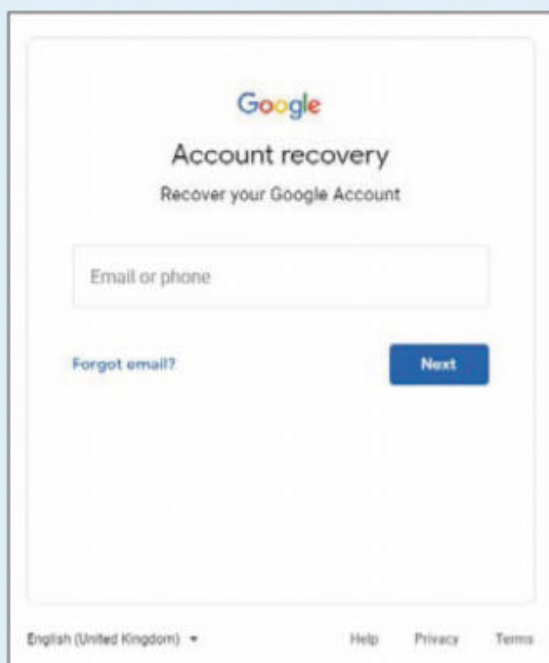 Google
Account recovery
Recover your Google Account
Email or phone
Forgot email? Next
English (United Kingdom) Help Privacy Terms